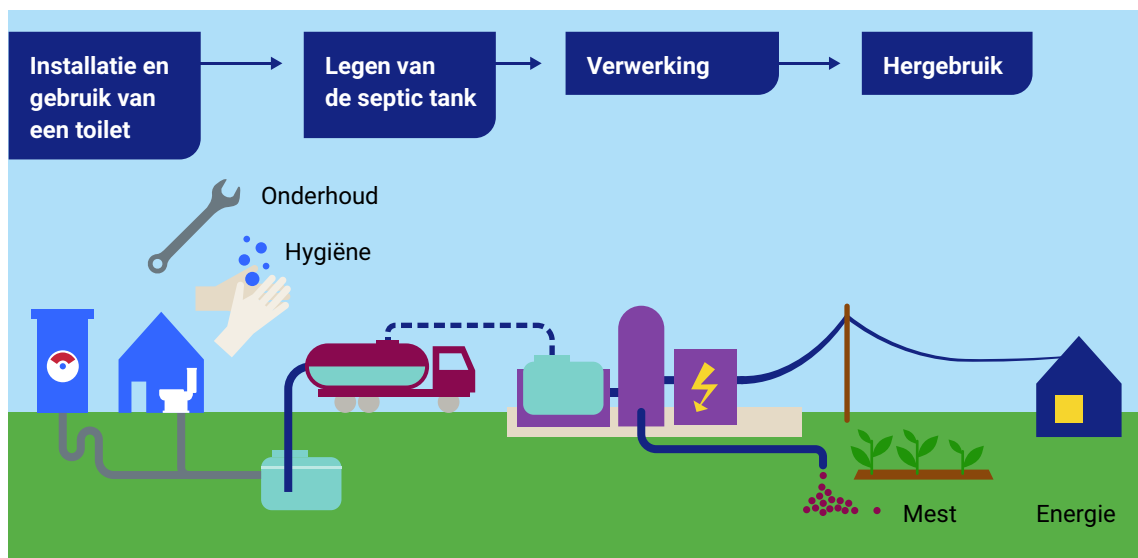 Installatie en
gebruik van
een toilet
Legen van
de septic tank
Verwerking
Hergebruik
Onderhoud
Hygiëne
Mest
Energie